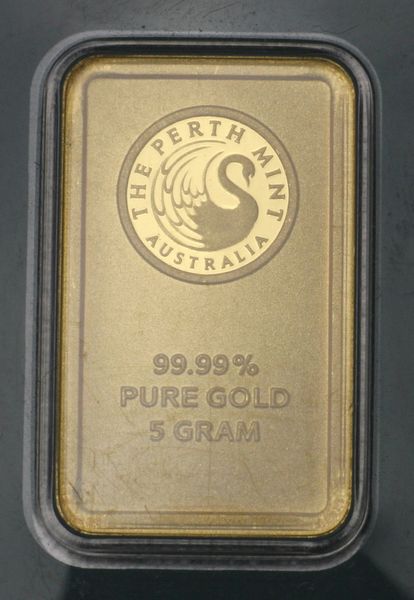 THE PERTH MINT
AUSTRALIA
99.99%
PURE GOLD
5 GRAM